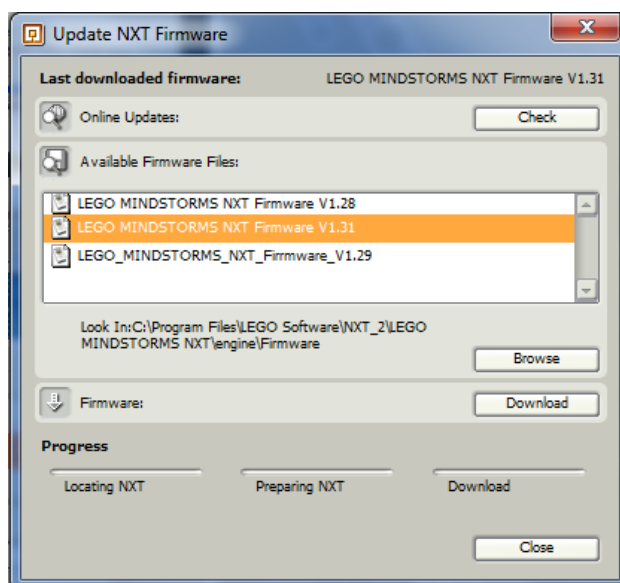 Update NXT Firmware
Last downloaded firmware: LEGO MINDSTORMS NXT Firmware V1.31
Online Updates: Check
Available Firmware Files:
LEGO MINDSTORMS NXT Firmware V1.28
LEGO MINDSTORMS NXT Firmware V1.31
LEGO_MINDSTORMS_NXT_Firrmware_V1.29
Look In:C:\Program Files\LEGO Software\NXT_2\LEGO
MINDSTORMS NXT\engine\Firmware
Browse
Firmware: Download
Progress
Locating NXT Preparing NXT Download
Close